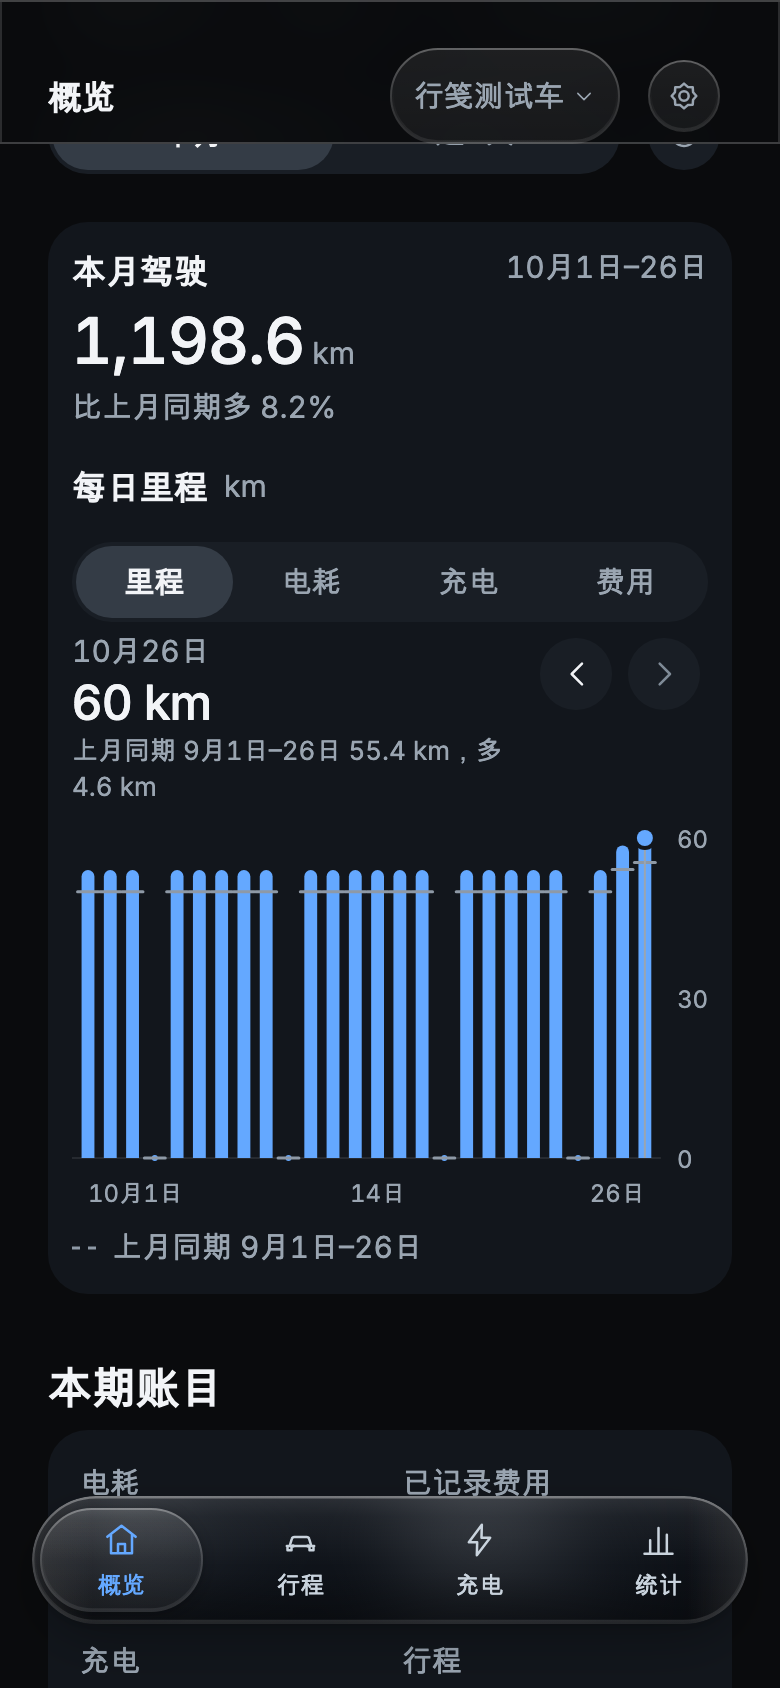 概览
行笺测试车
本月驾驶
10月1日–26日
1,198.6 km
比上月同期多 8.2%
每日里程 km
里程
电耗
充电
费用
10月26日
60 km
上月同期 9月1日–26日 55.4 km，多
4.6 km
60
30
0
10月1日
14日
26日
-- 上月同期 9月1日–26日
本期账目
电耗
已记录费用
概览
行程
充电
统计
充电
行程